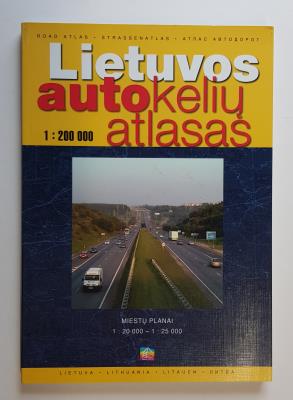 ROAD ATLAS • STRASSENATLAS • АТЛАС АВТОДОРОГ
Lietuvos
autokelių
atlasas
1 : 200 000
MIESTŲ PLANAI
1 : 20 000 – 1 : 25 000
LIETUVA • LITHUANIA • LITAUEN • ЛИТВА